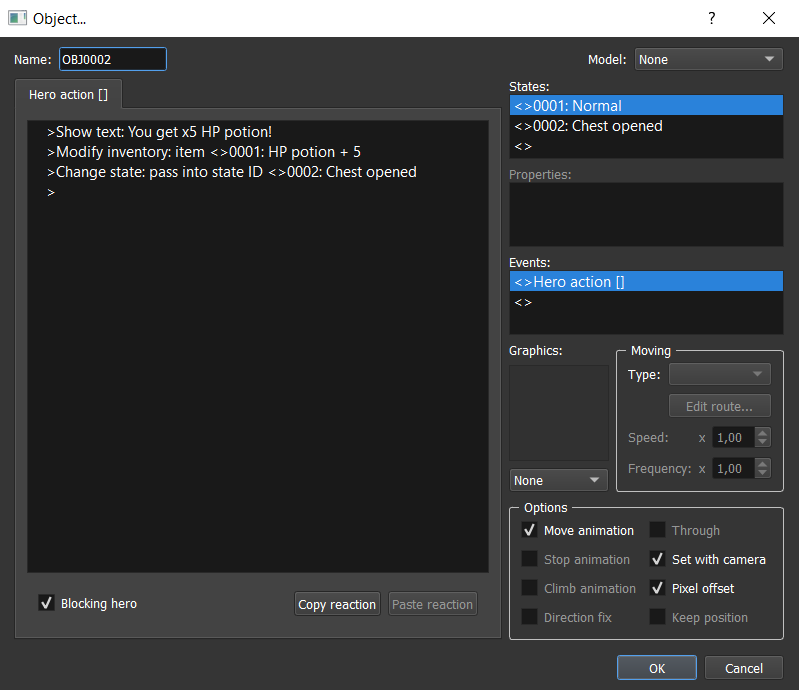 Object...
?
Name: OBJ0002
Model: None
Hero action []
>Show text: You get x5 HP potion!
>Modify inventory: item <>0001: HP potion + 5
>Change state: pass into state ID <>0002: Chest opened
>
Blocking hero
Copy reaction
Paste reaction
States:
<>0001: Normal
<>0002: Chest opened
<>
Properties:
Events:
<>Hero action []
<>
Graphics:
None
Moving
Type:
Edit route...
Speed: x 1,00
Frequency: x 1,00
Options
Move animation
Through
Stop animation
Set with camera
Climb animation
Pixel offset
Direction fix
Keep position
OK
Cancel